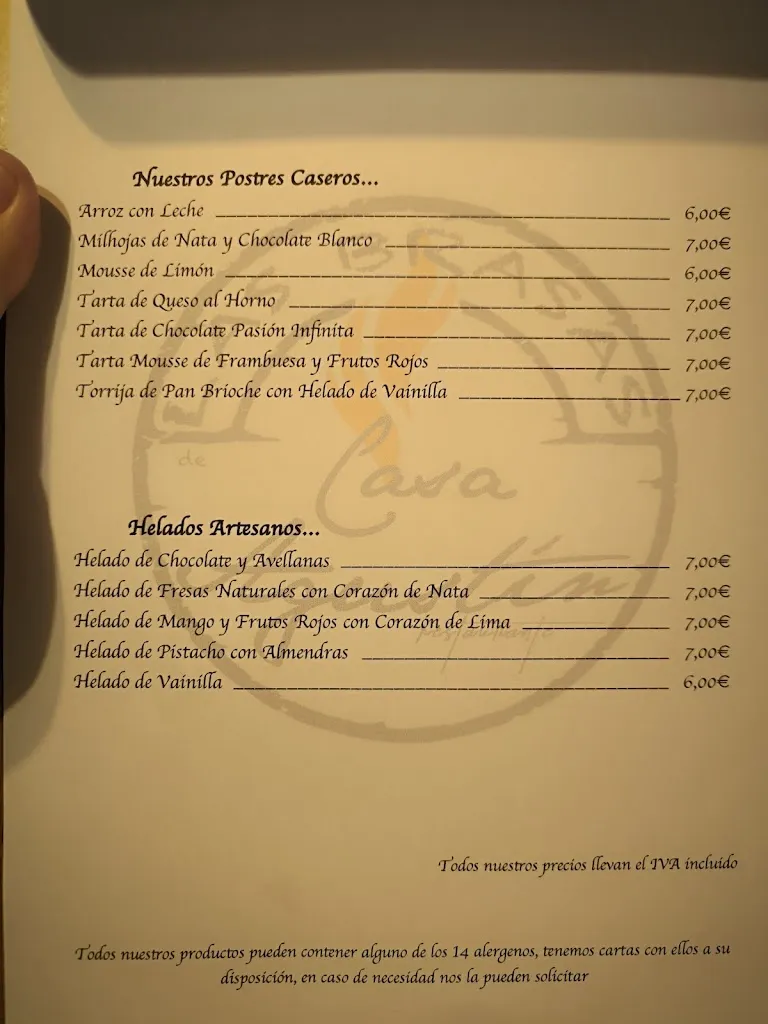 Nuestros Postres Caseros...
Arroz con Leche 6,00€
Milhojas de Nata y Chocolate Blanco 7,00€
Mousse de Limón 6,00€
Tarta de Queso al Horno 7,00€
Tarta de Chocolate Pasión Infinita 7,00€
Tarta Mousse de Frambuesa y Frutos Rojos 7,00€
Torrija de Pan Brioche con Helado de Vainilla 7,00€
LAS BRASAS
de
Casa
Agustín
restaurante
Helados Artesanos...
Helado de Chocolate y Avellanas 7,00€
Helado de Fresas Naturales con Corazón de Nata 7,00€
Helado de Mango y Frutos Rojos con Corazón de Lima 7,00€
Helado de Pistacho con Almendras 7,00€
Helado de Vainilla 6,00€
Todos nuestros precios llevan el IVA incluido
Todos nuestros productos pueden contener alguno de los 14 alergenos, tenemos cartas con ellos a su
disposición, en caso de necesidad nos la pueden solicitar